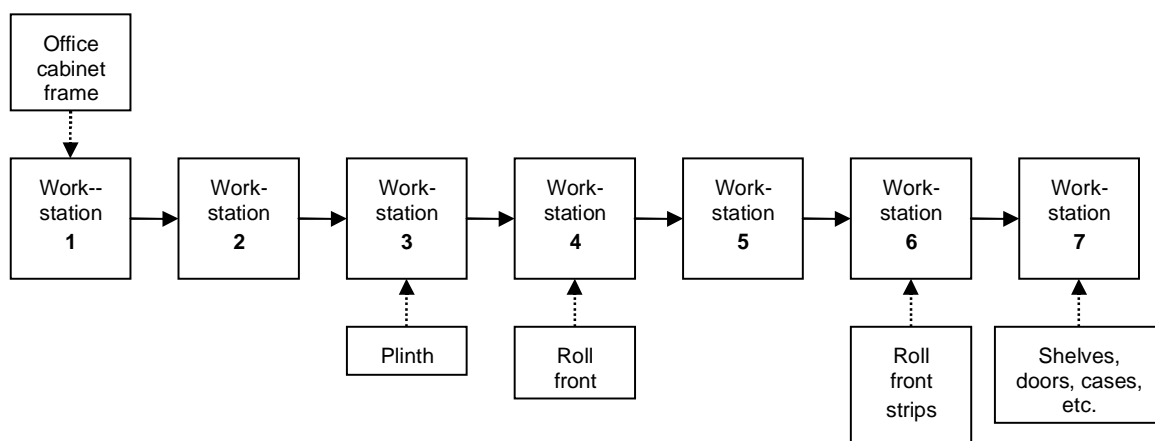 Office
cabinet
frame
Work--
station
1
Work-
station
2
Work-
station
3
Work-
station
4
Work-
station
5
Work-
station
6
Work-
station
7
Plinth
Roll
front
Roll
front
strips
Shelves,
doors, cases,
etc.